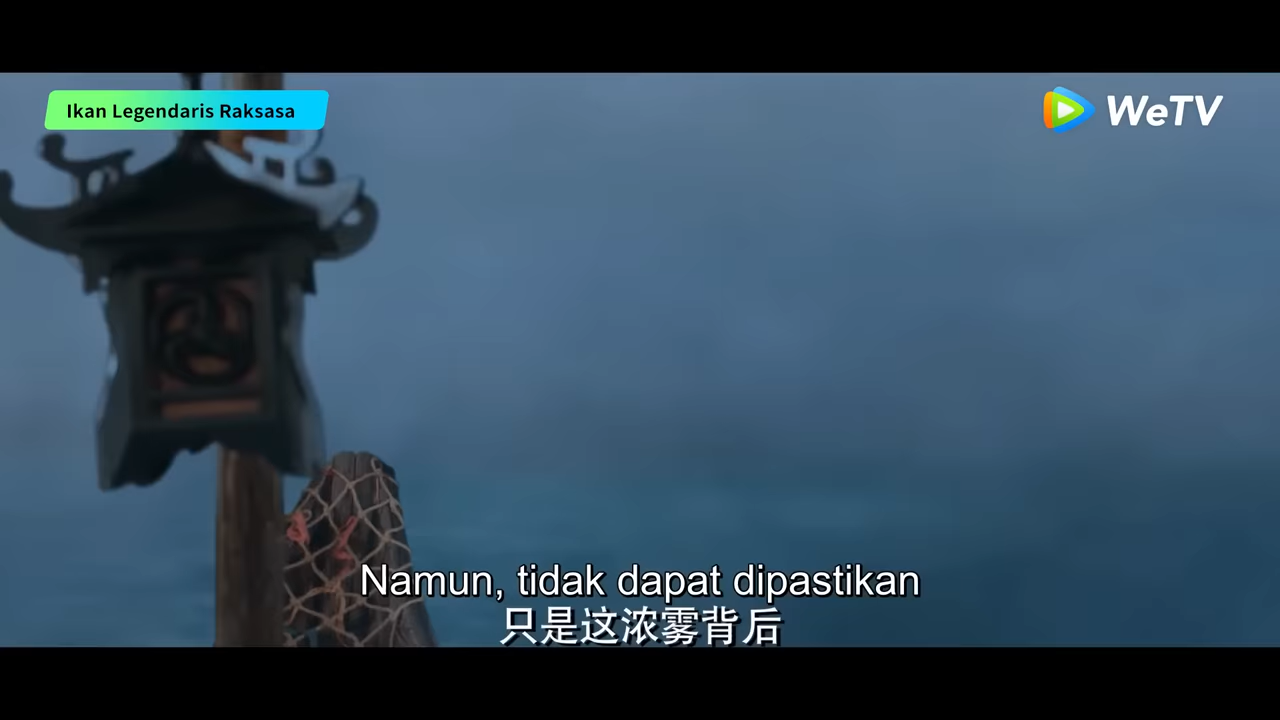 Ikan Legendaris Raksasa
WeTV
Namun, tidak dapat dipastikan
只是这浓雾背后